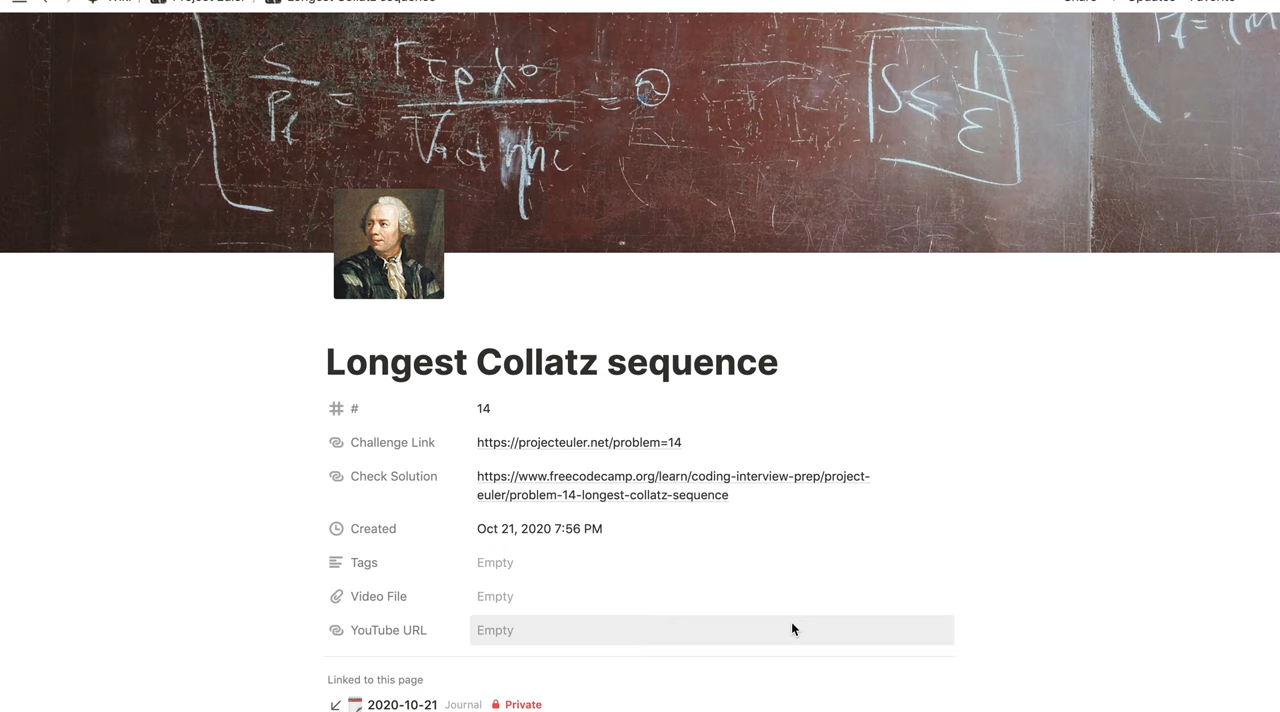 Longest Collatz sequence
# 14
Challenge Link https://projecteuler.net/problem=14
Check Solution https://www.freecodecamp.org/learn/coding-interview-prep/project-
euler/problem-14-longest-collatz-sequence
Created Oct 21, 2020 7:56 PM
Tags Empty
Video File Empty
YouTube URL Empty
Linked to this page
2020-10-21 Journal Private